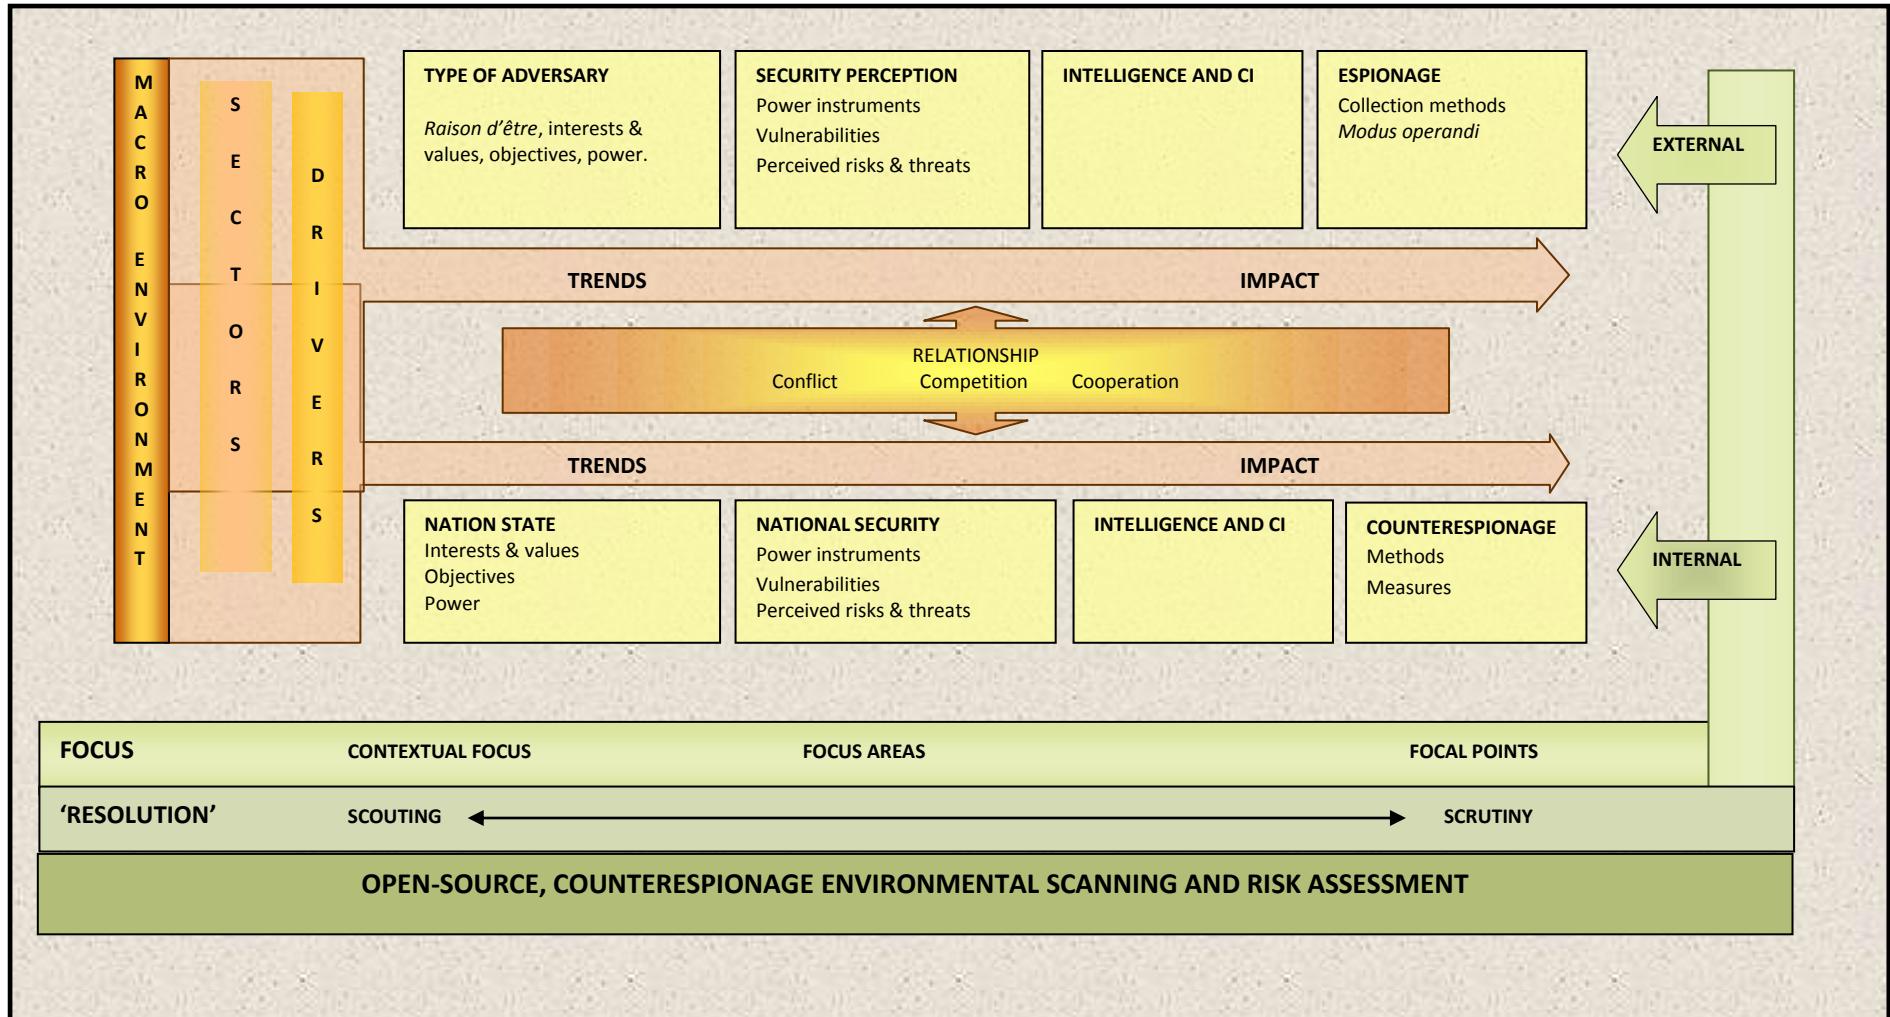 MACRO ENVIRONMENT
SECTORS
DRIVERS
TYPE OF ADVERSARY
Raison d’être, interests &
values, objectives, power.
SECURITY PERCEPTION
Power instruments
Vulnerabilities
Perceived risks & threats
INTELLIGENCE AND CI
ESPIONAGE
Collection methods
Modus operandi
EXTERNAL
TRENDS
IMPACT
RELATIONSHIP
Conflict Competition Cooperation
TRENDS
IMPACT
NATION STATE
Interests & values
Objectives
Power
NATIONAL SECURITY
Power instruments
Vulnerabilities
Perceived risks & threats
INTELLIGENCE AND CI
COUNTERESPIONAGE
Methods
Measures
INTERNAL
FOCUS CONTEXTUAL FOCUS FOCUS AREAS FOCAL POINTS
‘RESOLUTION’ SCOUTING SCRUTINY
OPEN-SOURCE, COUNTERESPIONAGE ENVIRONMENTAL SCANNING AND RISK ASSESSMENT